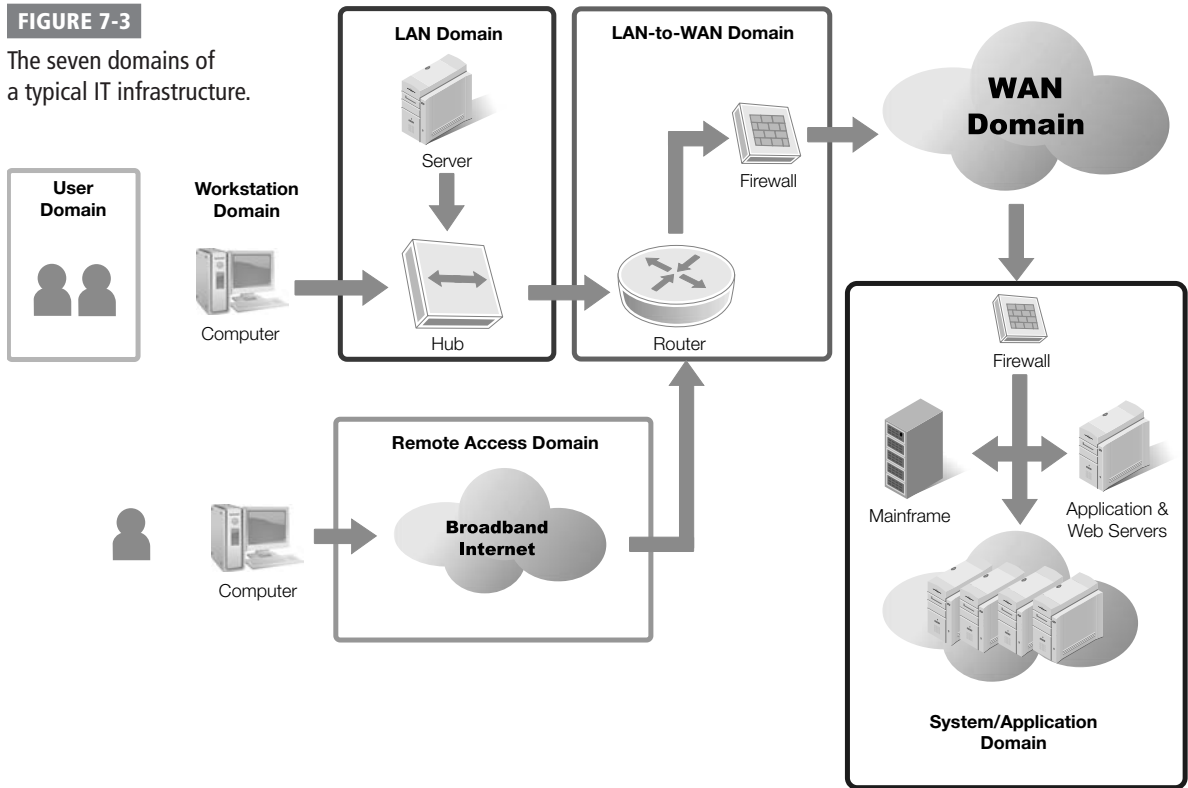 FIGURE 7-3
The seven domains of
a typical IT infrastructure.
User
Domain
Workstation
Domain
Computer
LAN Domain
Server
Hub
LAN-to-WAN Domain
Firewall
Router
WAN
Domain
Computer
Remote Access Domain
Broadband
Internet
Firewall
Mainframe
Application &
Web Servers
System/Application
Domain